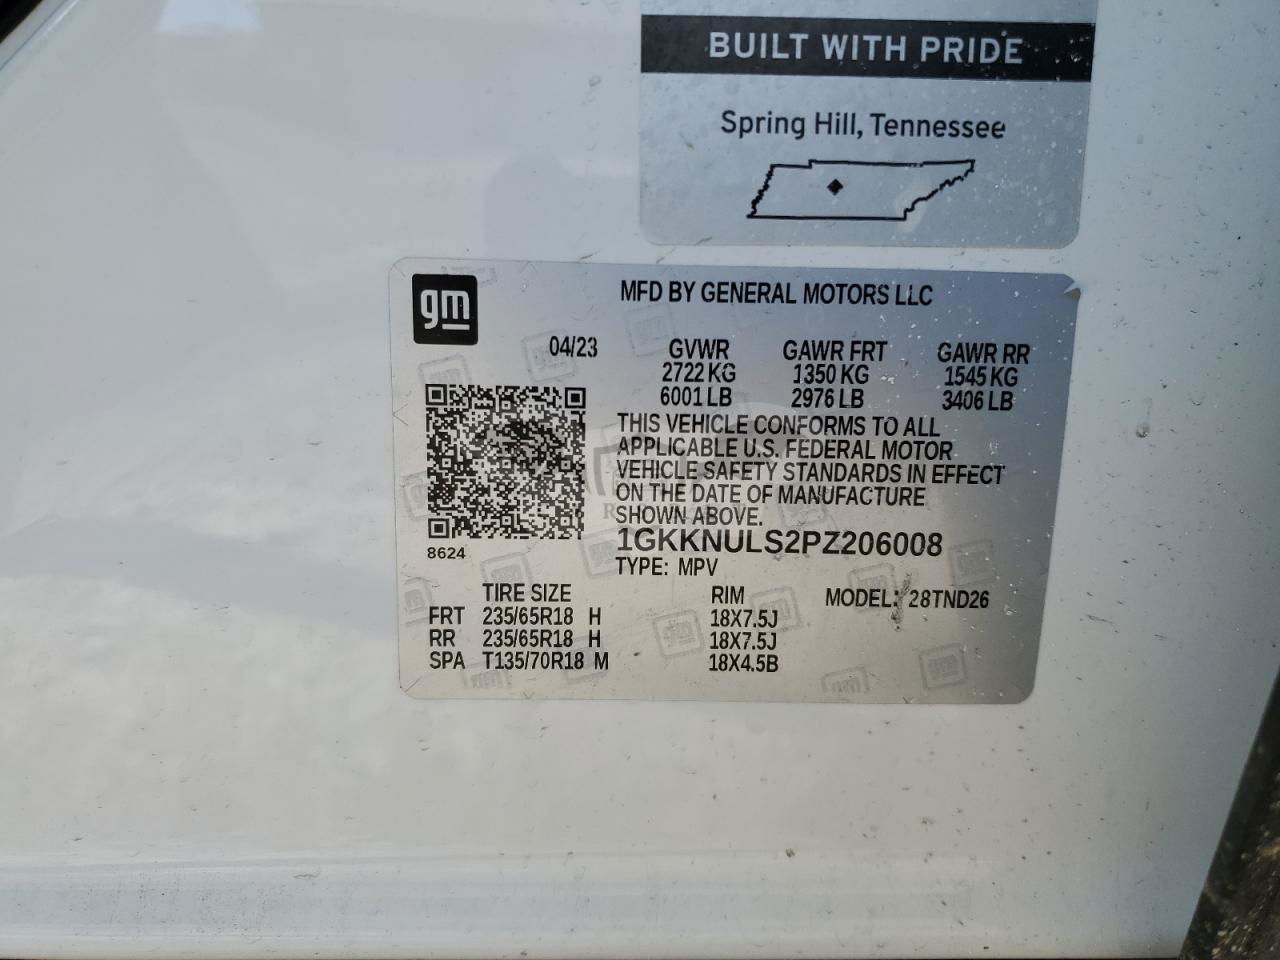 BUILT WITH PRIDE
Spring Hill, Tennessee
gm
MFD BY GENERAL MOTORS LLC
04/23 GVWR GAWR FRT GAWR RR
2722 KG 1350 KG 1545 KG
6001 LB 2976 LB 3406 LB
THIS VEHICLE CONFORMS TO ALL
APPLICABLE U.S. FEDERAL MOTOR
VEHICLE SAFETY STANDARDS IN EFFECT
ON THE DATE OF MANUFACTURE
SHOWN ABOVE.
8624
1GKKNULS2PZ206008
TYPE: MPV
TIRE SIZE RIM MODEL: 28TND26
FRT 235/65R18 H 18X7.5J
RR 235/65R18 H 18X7.5J
SPA T135/70R18 M 18X4.5B